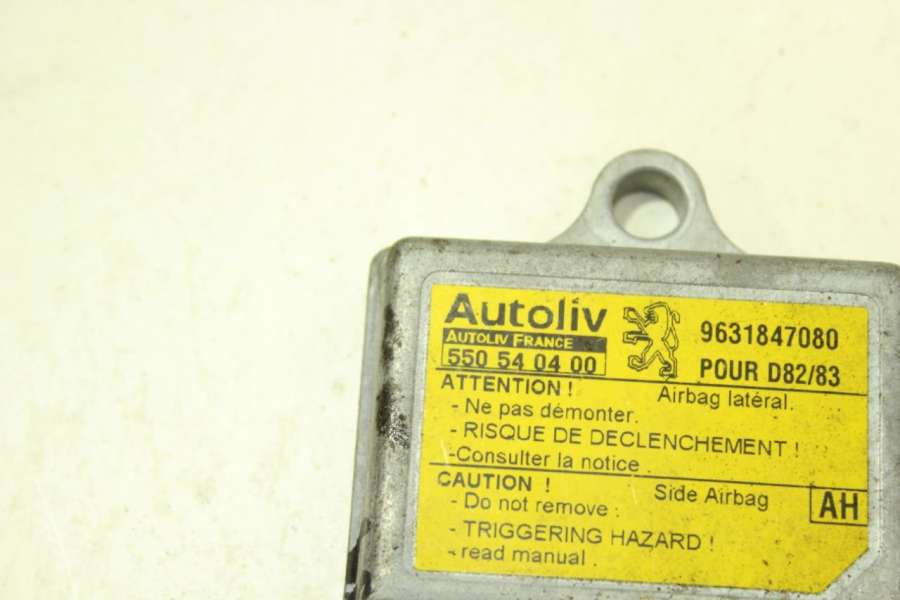 Autoliv
AUTOLIV FRANCE
550 54 04 00
9631847080
POUR D82/83
ATTENTION ! Airbag latéral.
- Ne pas démonter.
- RISQUE DE DECLENCHEMENT !
-Consulter la notice.
CAUTION ! Side Airbag AH
- Do not remove :
- TRIGGERING HAZARD !
- read manual